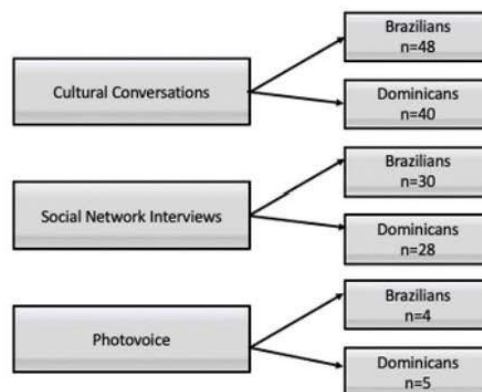 Cultural Conversations
Brazilians
n=48
Dominicans
n=40
Social Network Interviews
Brazilians
n=30
Dominicans
n=28
Photovoice
Brazilians
n=4
Dominicans
n=5